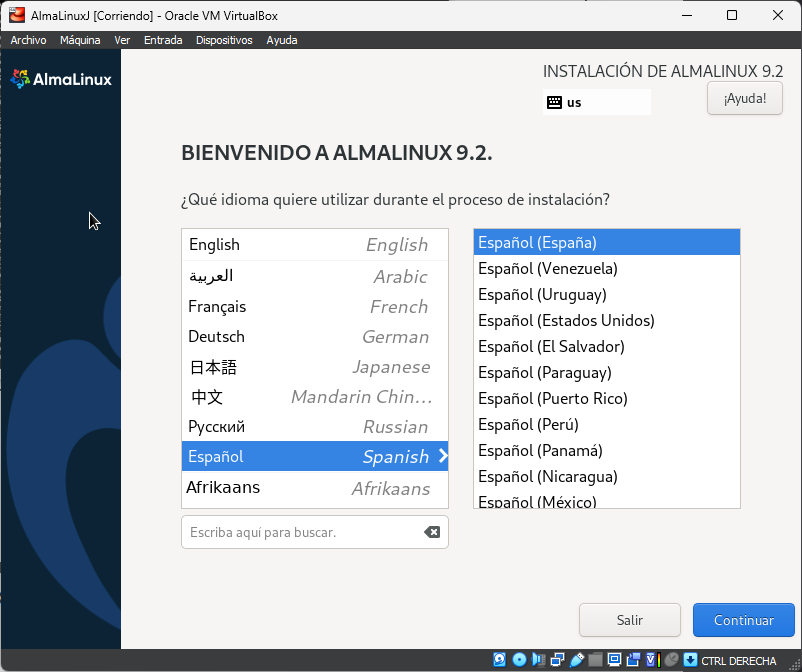 AlmaLinuxJ [Corriendo] - Oracle VM VirtualBox
Archivo Máquina Ver Entrada Dispositivos Ayuda
AlmaLinux
INSTALACIÓN DE ALMALINUX 9.2
us
¡Ayuda!
BIENVENIDO A ALMALINUX 9.2.
¿Qué idioma quiere utilizar durante el proceso de instalación?
English English
العربية Arabic
Français French
Deutsch German
日本語 Japanese
中文 Mandarin Chin...
Русский Russian
Español Spanish
Afrikaans Afrikaans
Escriba aquí para buscar.
Español (España)
Español (Venezuela)
Español (Uruguay)
Español (Estados Unidos)
Español (El Salvador)
Español (Paraguay)
Español (Puerto Rico)
Español (Perú)
Español (Panamá)
Español (Nicaragua)
Español (México)
Salir
Continuar
CTRL DERECHA